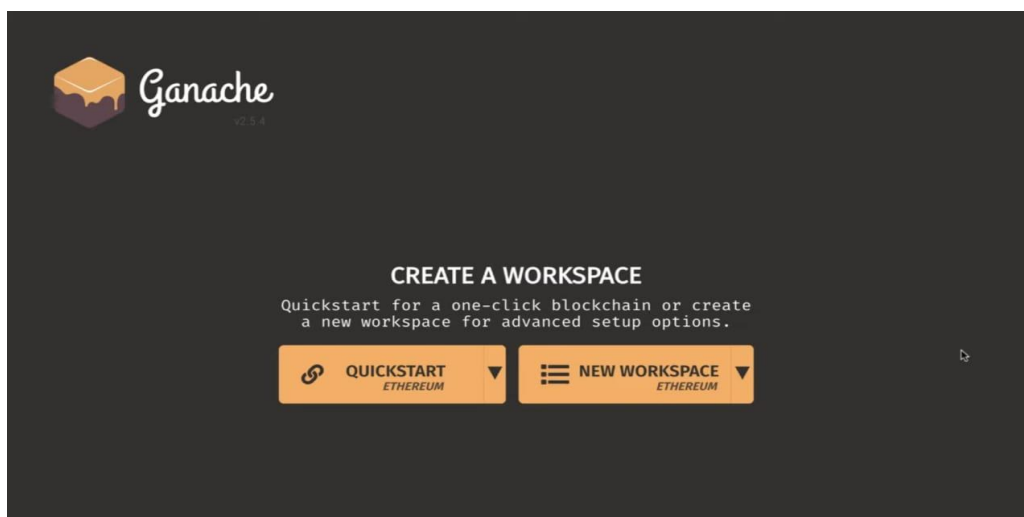 Ganache
v2.5.4
CREATE A WORKSPACE
Quickstart for a one-click blockchain or create
a new workspace for advanced setup options.
QUICKSTART
ETHEREUM
NEW WORKSPACE
ETHEREUM